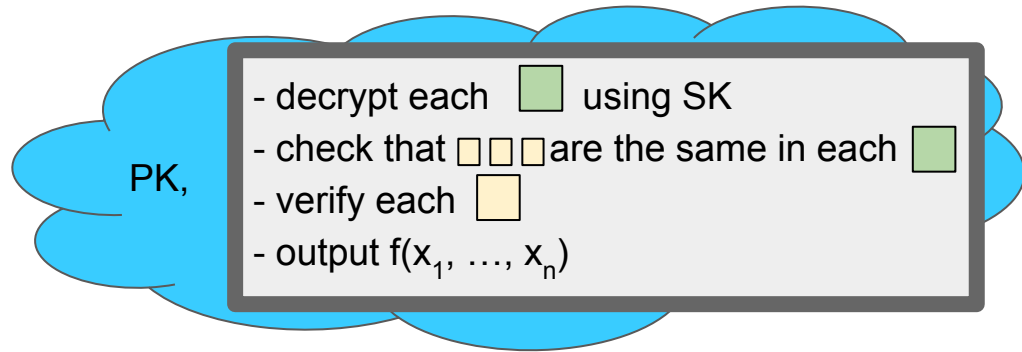 - decrypt each using SK
- check that are the same in each
PK,
- verify each
- output f(x₁, …, xₙ)